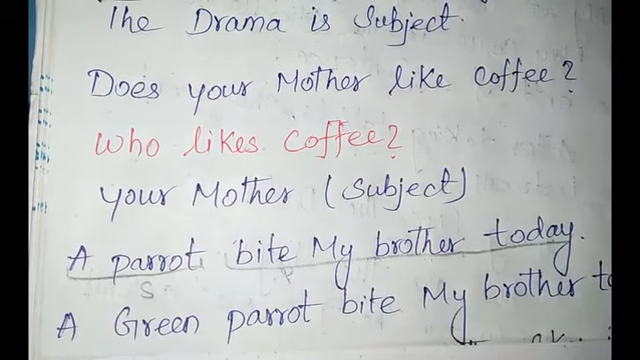 The Drama is Subject.
Does your Mother like coffee?
Who likes coffee?
Your Mother (Subject)
A parrot bite My brother today.
S P
A Green parrot bite My brother